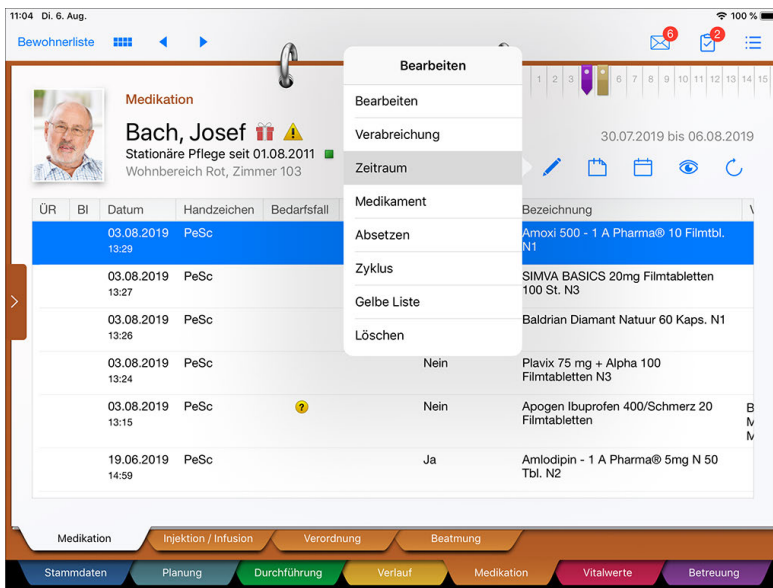 11:04 Di. 6. Aug.
100 %
Bewohnerliste
6
2
Bearbeiten
Bearbeiten
Verabreichung
Zeitraum
Medikament
Absetzen
Zyklus
Gelbe Liste
Löschen
1 2 3 6 7 8 9 10 11 12 13 14 15
Medikation
Bach, Josef
Stationäre Pflege seit 01.08.2011
Wohnbereich Rot, Zimmer 103
30.07.2019 bis 06.08.2019
ÜR BI Datum Handzeichen Bedarfsfall Bezeichnung
03.08.2019 PeSc Amoxi 500 - 1 A Pharma® 10 Filmtbl.
13:29 N1
03.08.2019 PeSc SIMVA BASICS 20mg Filmtabletten
13:27 100 St. N3
03.08.2019 PeSc Baldrian Diamant Natuur 60 Kaps. N1
13:26
03.08.2019 PeSc Nein Plavix 75 mg + Alpha 100
13:24 Filmtabletten N3
03.08.2019 PeSc ? Nein Apogen Ibuprofen 400/Schmerz 20
13:15 Filmtabletten
19.06.2019 PeSc Ja Amlodipin - 1 A Pharma® 5mg N 50
14:59 Tbl. N2
Medikation Injektion / Infusion Verordnung Beatmung
Stammdaten Planung Durchführung Verlauf Medikation Vitalwerte Betreuung